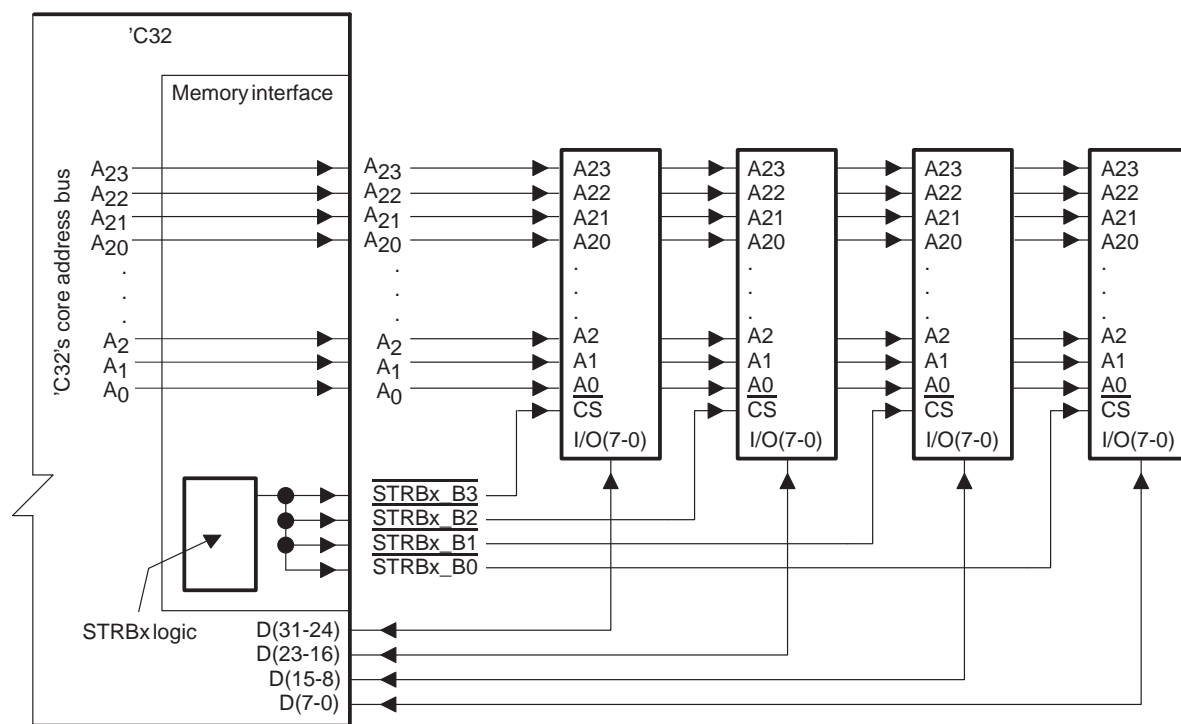 'C32
Memory interface
'C32's core address bus
A23
A22
A21
A20
.
.
.
A2
A1
A0
A23
A22
A21
A20
.
.
.
A2
A1
A0
A23
A22
A21
A20
.
.
.
A2
A1
A0
CS
I/O(7-0)
A23
A22
A21
A20
.
.
.
A2
A1
A0
CS
I/O(7-0)
A23
A22
A21
A20
.
.
.
A2
A1
A0
CS
I/O(7-0)
A23
A22
A21
A20
.
.
.
A2
A1
A0
CS
I/O(7-0)
STRBx_B3
STRBx_B2
STRBx_B1
STRBx_B0
STRBx logic
D(31-24)
D(23-16)
D(15-8)
D(7-0)